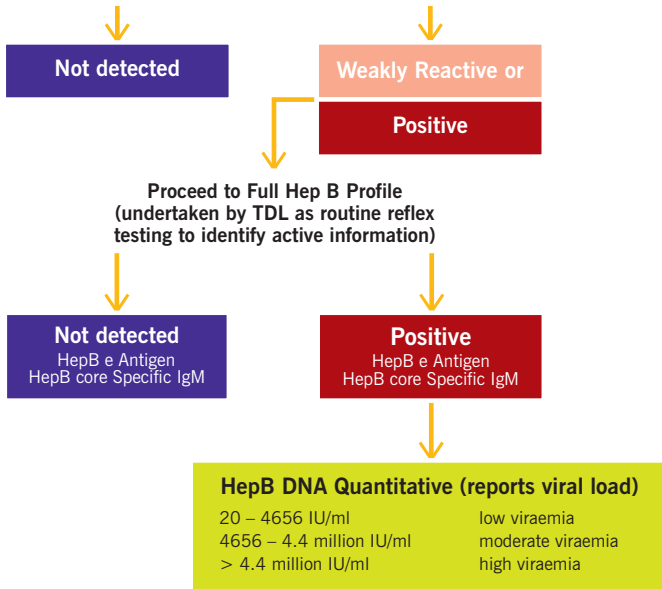 Not detected
Weakly Reactive or
Positive
Proceed to Full Hep B Profile
(undertaken by TDL as routine reflex
testing to identify active information)
Not detected
HepB e Antigen
HepB core Specific IgM
Positive
HepB e Antigen
HepB core Specific IgM
HepB DNA Quantitative (reports viral load)
20 – 4656 IU/ml low viraemia
4656 – 4.4 million IU/ml moderate viraemia
> 4.4 million IU/ml high viraemia